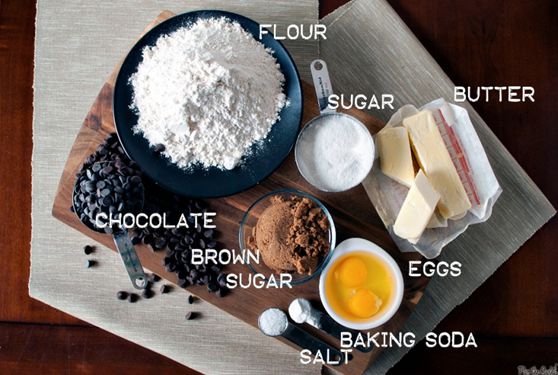 FLOUR
SUGAR
BUTTER
CHOCOLATE
BROWN
SUGAR
EGGS
BAKING SODA
SALT